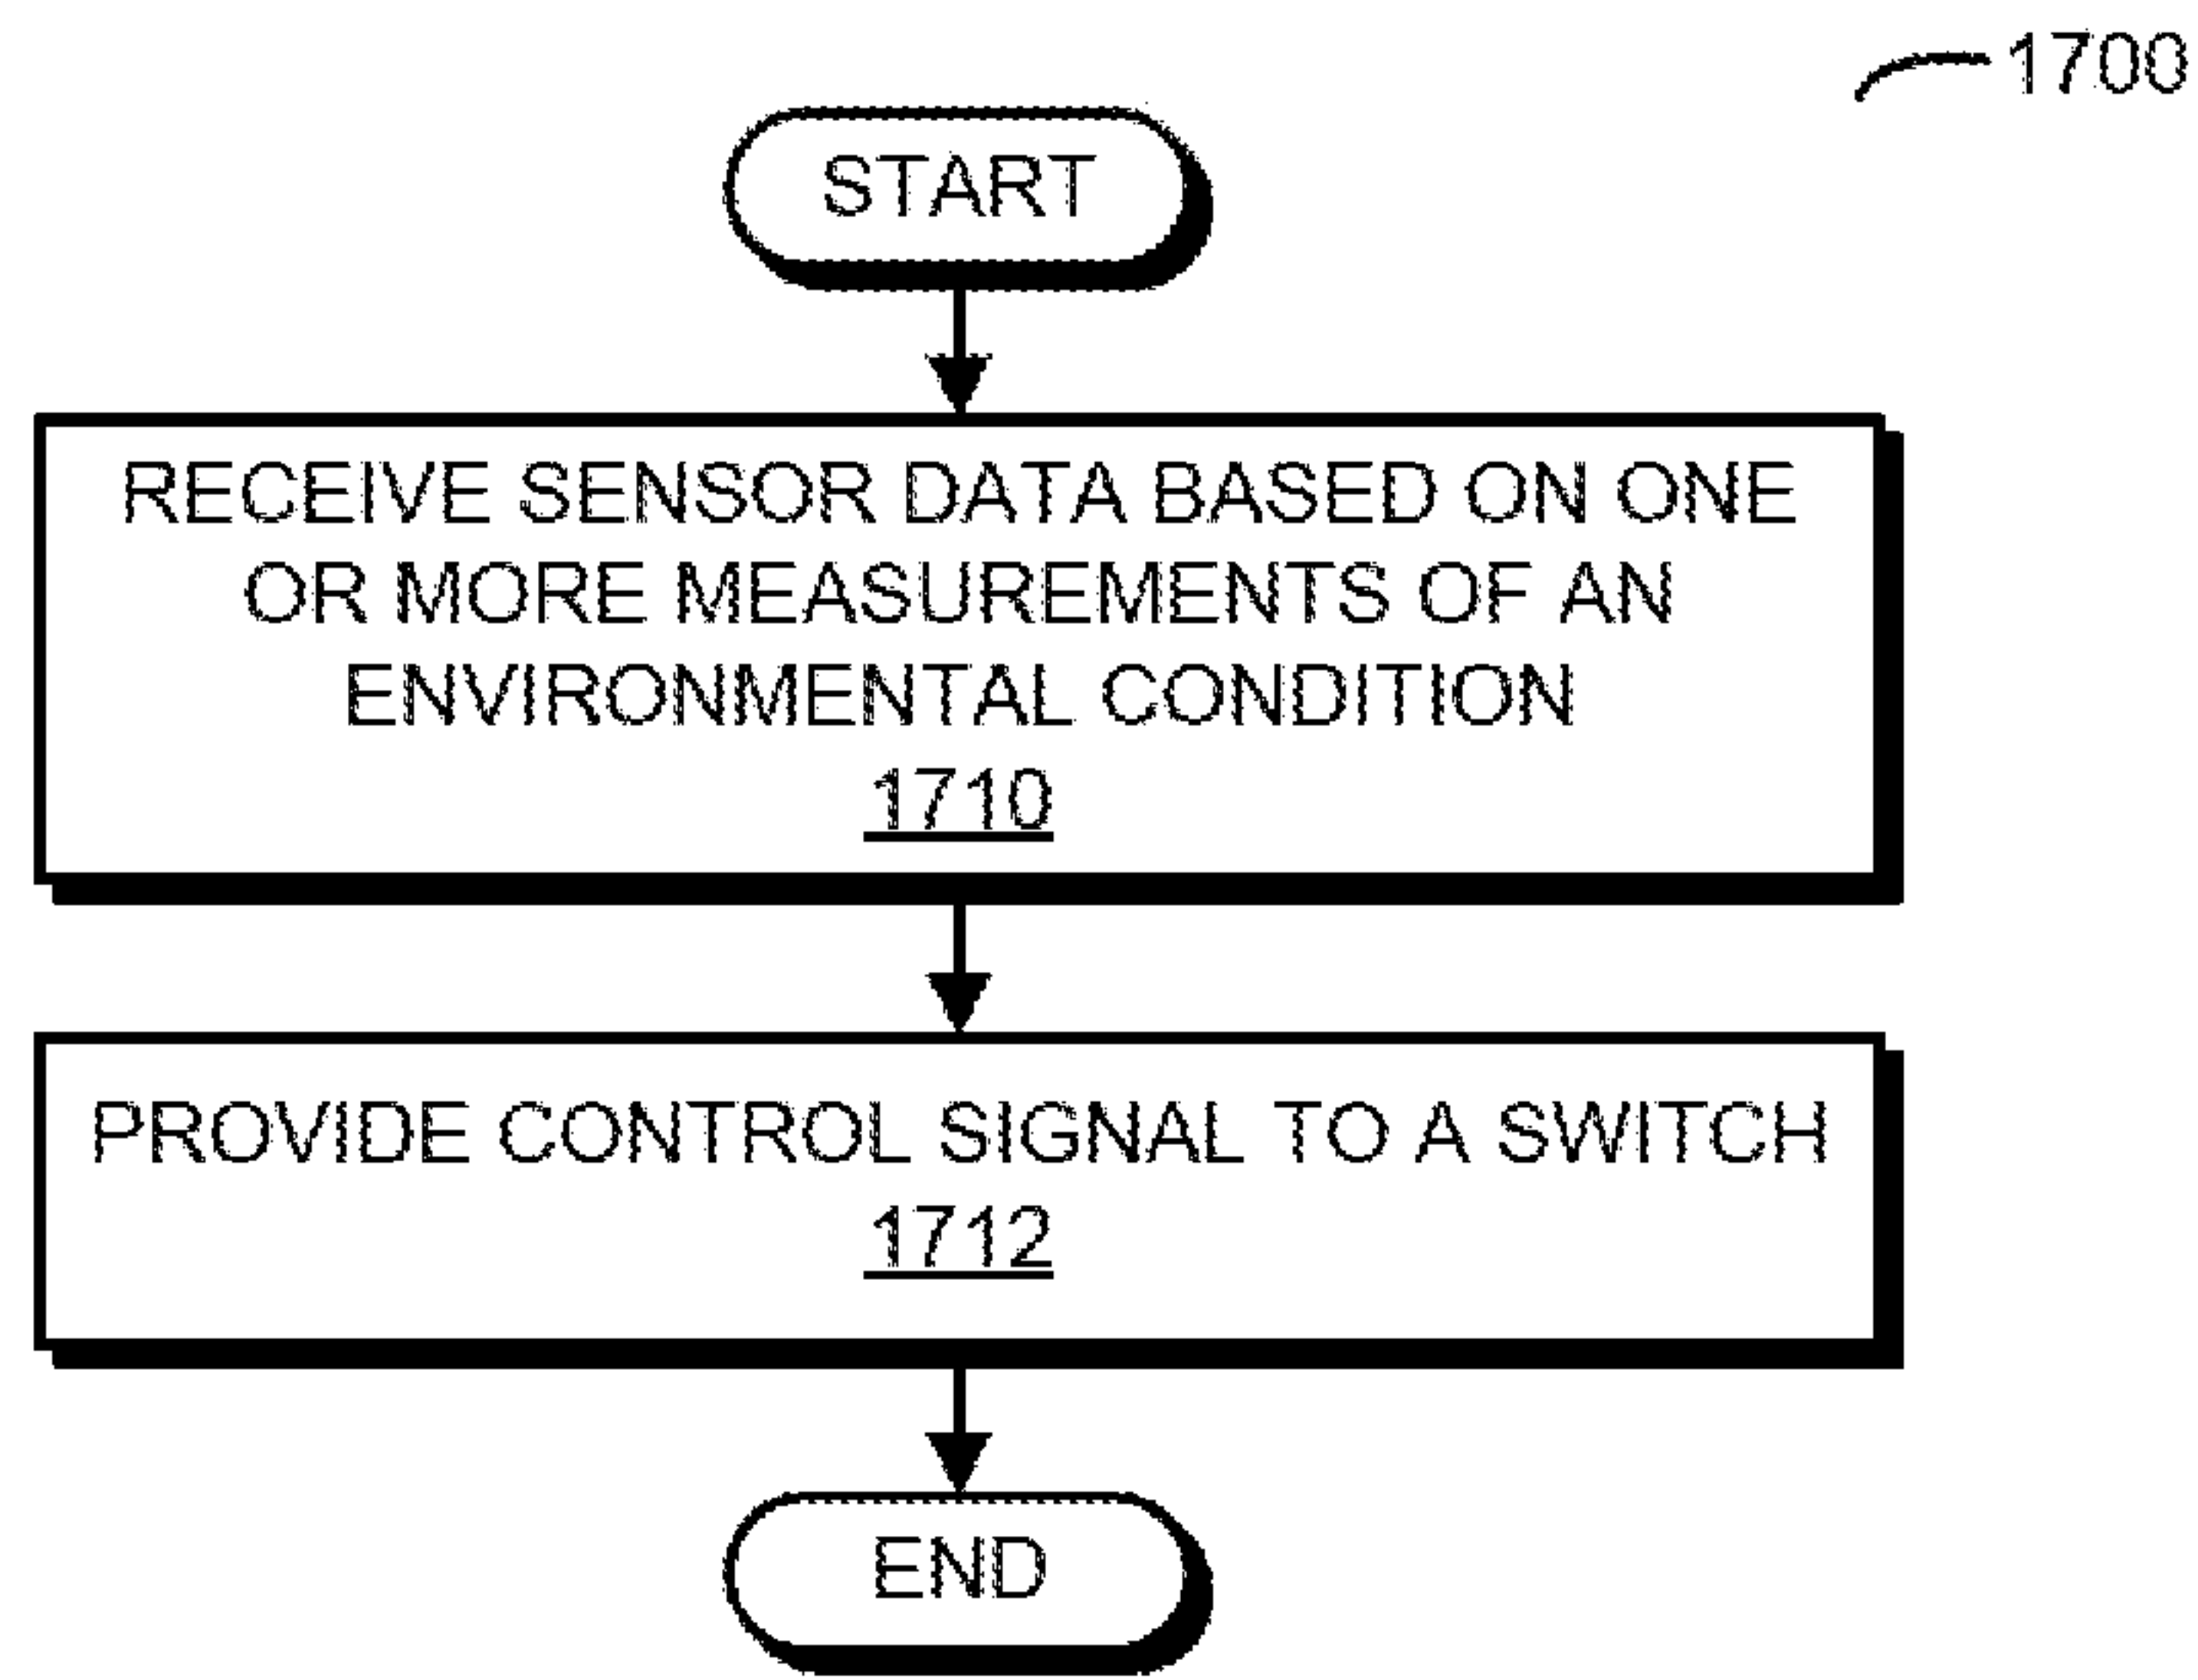 1700
START
RECEIVE SENSOR DATA BASED ON ONE
OR MORE MEASUREMENTS OF AN
ENVIRONMENTAL CONDITION
1710
PROVIDE CONTROL SIGNAL TO A SWITCH
1712
END